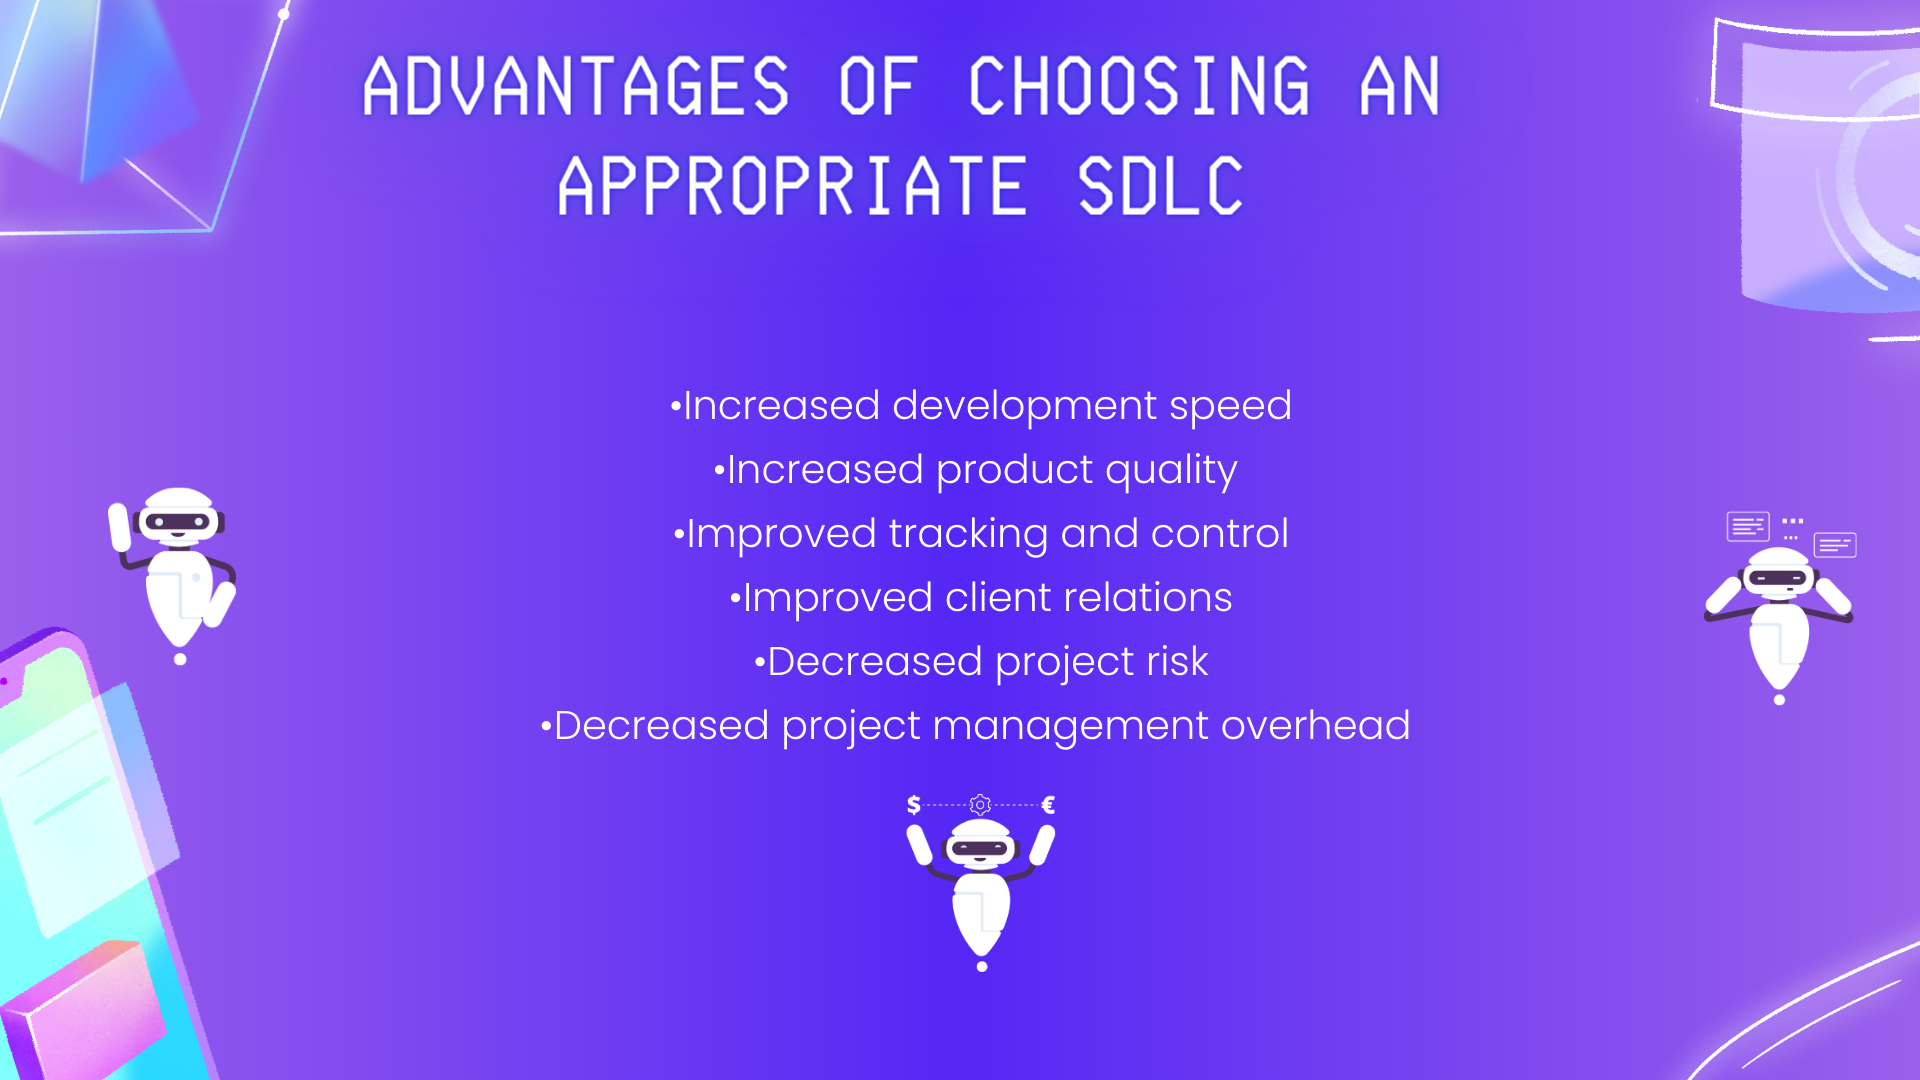 ADVANTAGES OF CHOOSING AN
APPROPRIATE SDLC
•Increased development speed
•Increased product quality
•Improved tracking and control
•Improved client relations
•Decreased project risk
•Decreased project management overhead
$ €